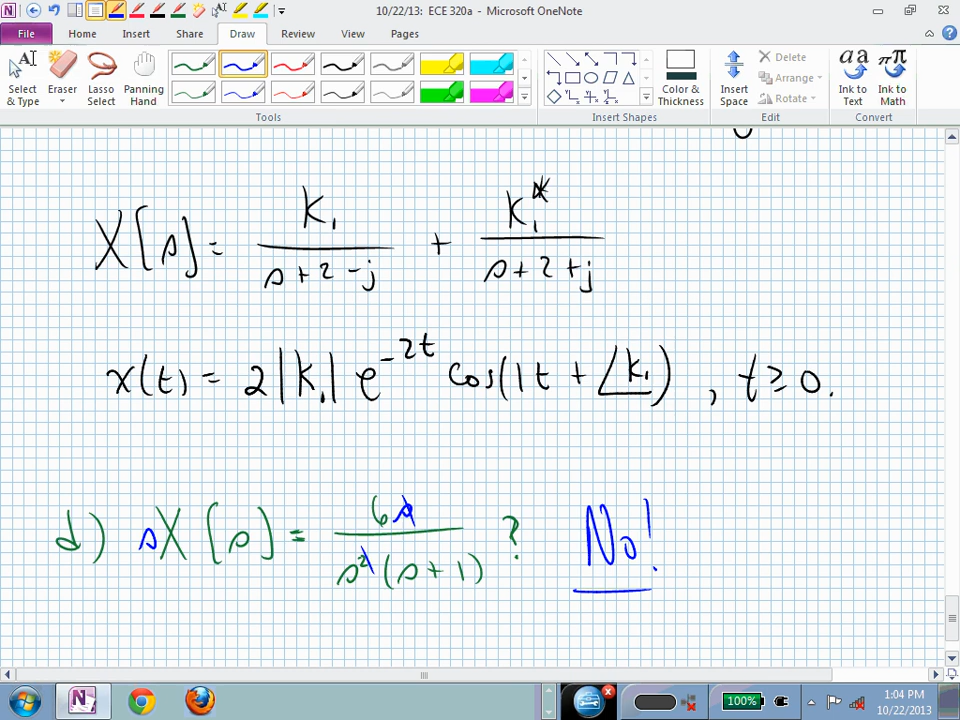 10/22/13: ECE 320a - Microsoft OneNote
File Home Insert Share Draw Review View Pages
Select & Type
Eraser
Lasso Select
Panning Hand
Tools
Insert Shapes
Color & Thickness
Insert Space
Delete
Arrange
Rotate
Edit
Ink to Text
Ink to Math
Convert
X[s] = k₁/(s+2-j) + k₁*/(s+2+j)
x(t) = 2|k₁| e^{-2t} cos(1t + ∠k₁), t ≥ 0.
d) sX[s] = 6s/(s²(s+1)) ? No!
100%
1:04 PM
10/22/2013